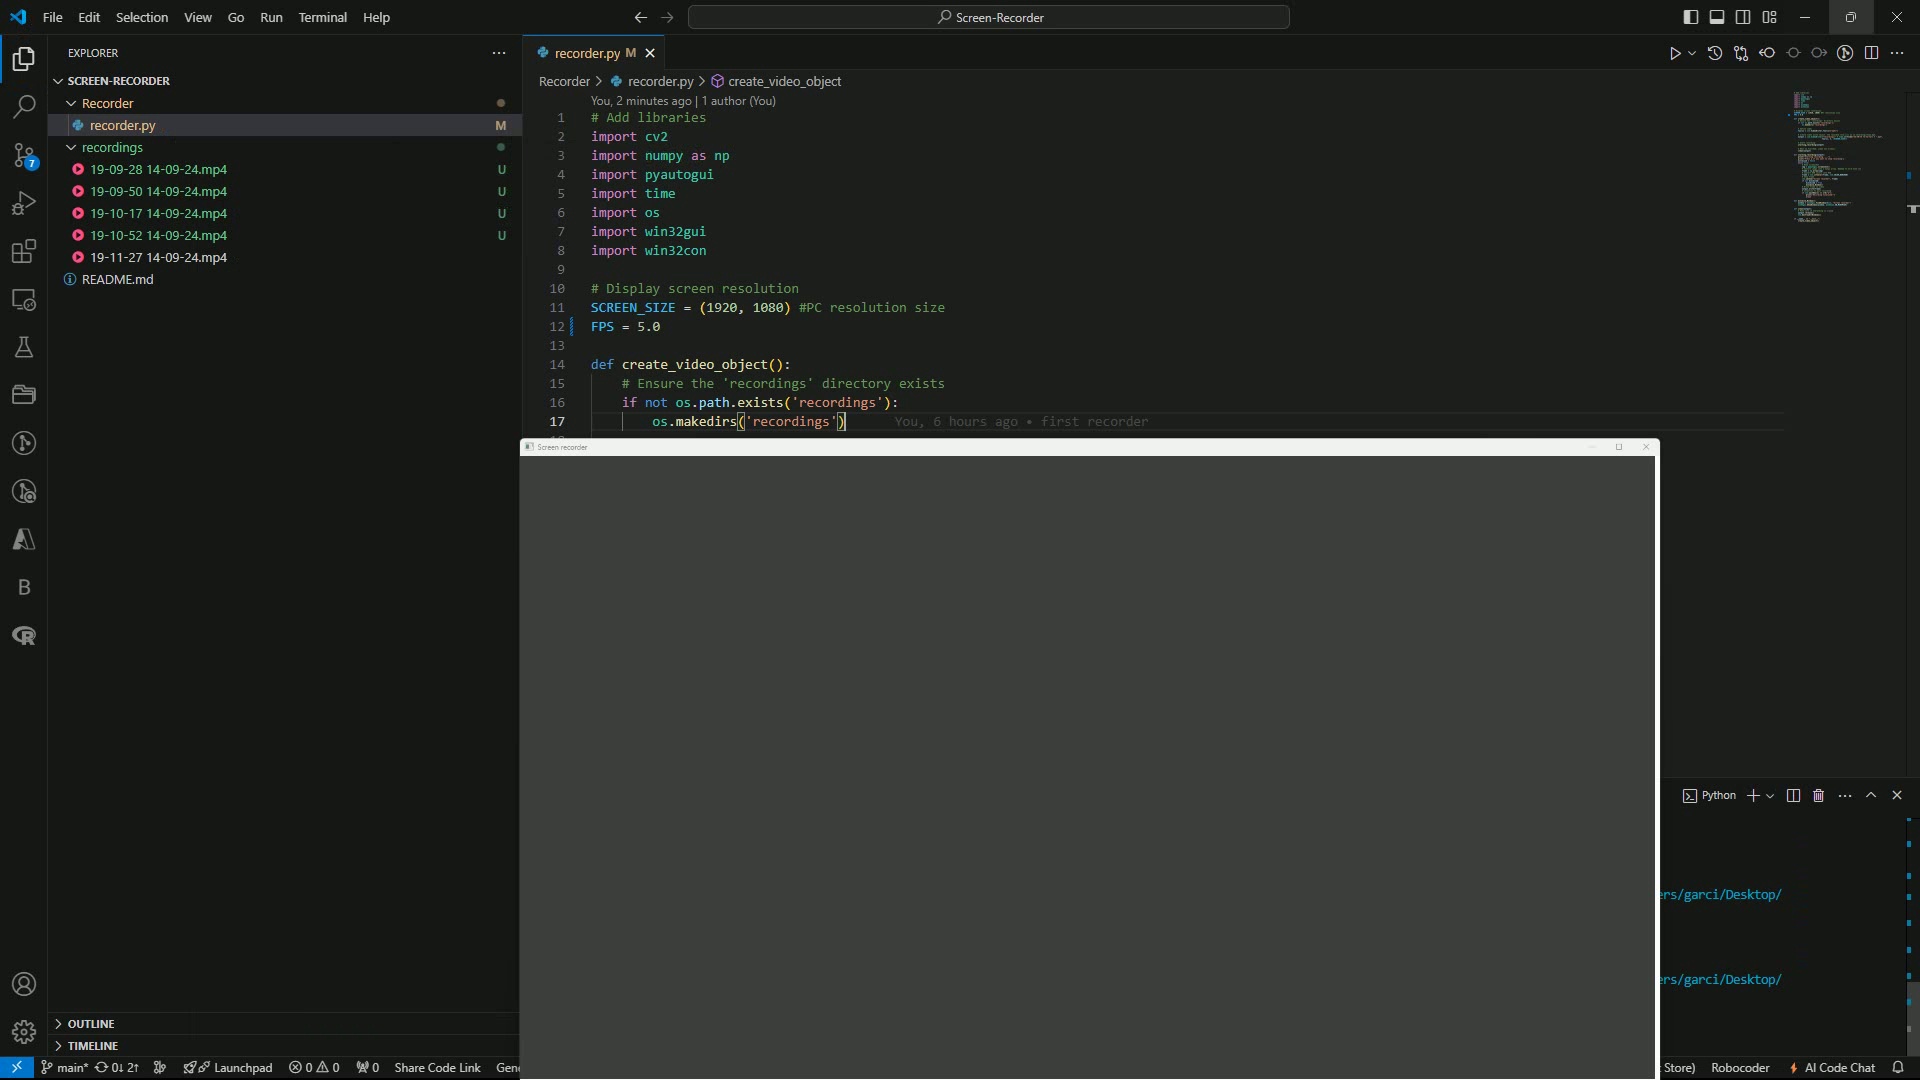 File Edit Selection View Go Run Terminal Help
Screen-Recorder
EXPLORER
SCREEN-RECORDER
Recorder
recorder.py M
recordings
19-09-28 14-09-24.mp4 U
19-09-50 14-09-24.mp4 U
19-10-17 14-09-24.mp4 U
19-10-52 14-09-24.mp4 U
19-11-27 14-09-24.mp4
README.md
OUTLINE
TIMELINE
recorder.py M
Recorder > recorder.py > create_video_object
You, 2 minutes ago | 1 author (You)
1 # Add libraries
2 import cv2
3 import numpy as np
4 import pyautogui
5 import time
6 import os
7 import win32gui
8 import win32con
9
10 # Display screen resolution
11 SCREEN_SIZE = (1920, 1080) #PC resolution size
12 FPS = 5.0
13
14 def create_video_object():
15 # Ensure the 'recordings' directory exists
16 if not os.path.exists('recordings'):
17 os.makedirs('recordings') You, 6 hours ago • first recorder
Screen recorder
Python
ers/garci/Desktop/
ers/garci/Desktop/
7
B
R
main* 0↓ 2↑ Launchpad 0 0 0 Share Code Link Gen
Store) Robocoder AI Code Chat